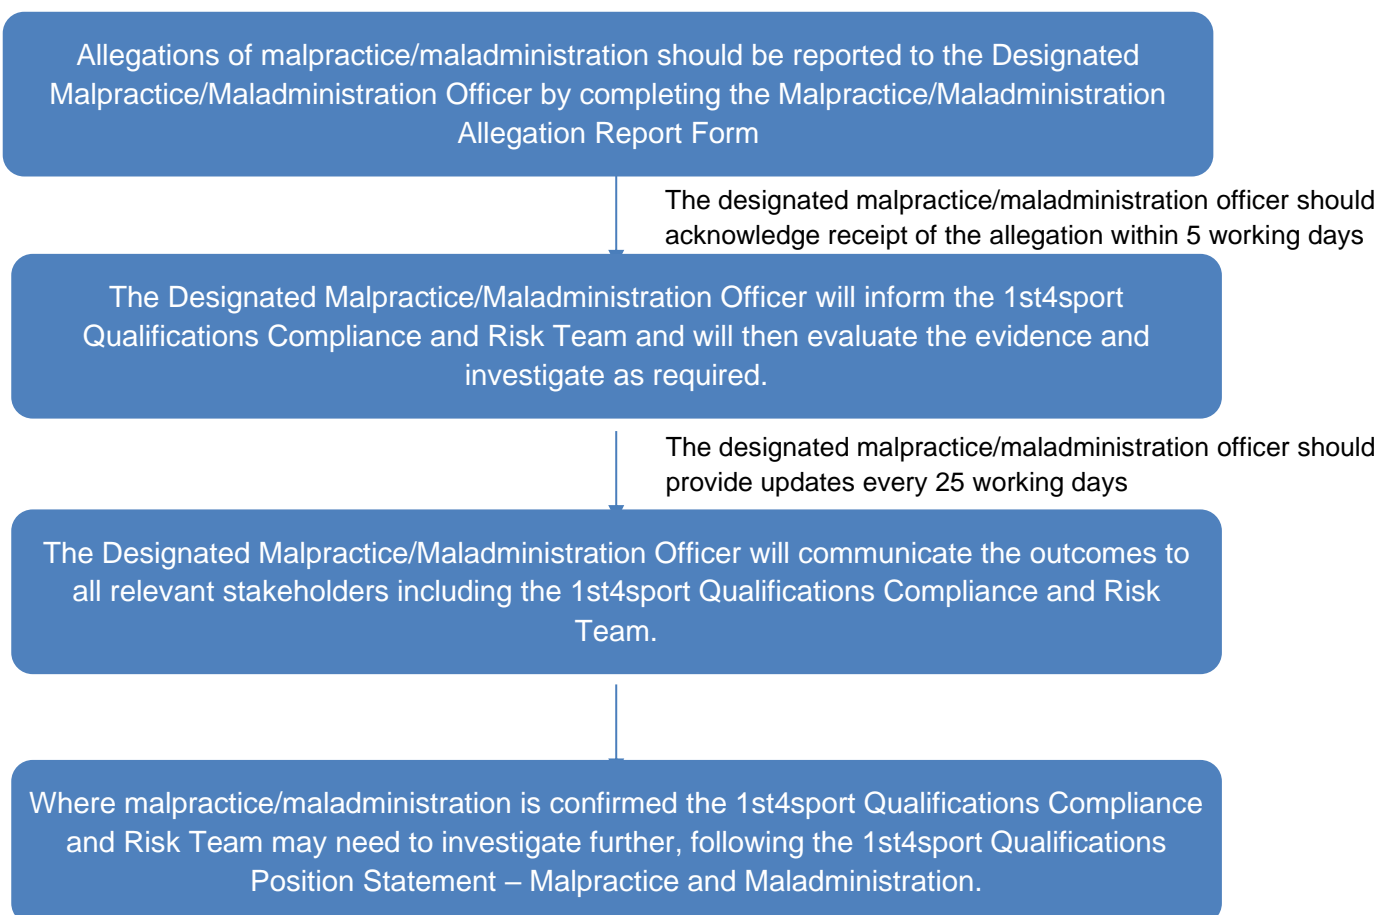 Allegations of malpractice/maladministration should be reported to the Designated
Malpractice/Maladministration Officer by completing the Malpractice/Maladministration
Allegation Report Form
The designated malpractice/maladministration officer should
acknowledge receipt of the allegation within 5 working days
The Designated Malpractice/Maladministration Officer will inform the 1st4sport
Qualifications Compliance and Risk Team and will then evaluate the evidence and
investigate as required.
The designated malpractice/maladministration officer should
provide updates every 25 working days
The Designated Malpractice/Maladministration Officer will communicate the outcomes to
all relevant stakeholders including the 1st4sport Qualifications Compliance and Risk
Team.
Where malpractice/maladministration is confirmed the 1st4sport Qualifications Compliance
and Risk Team may need to investigate further, following the 1st4sport Qualifications
Position Statement – Malpractice and Maladministration.